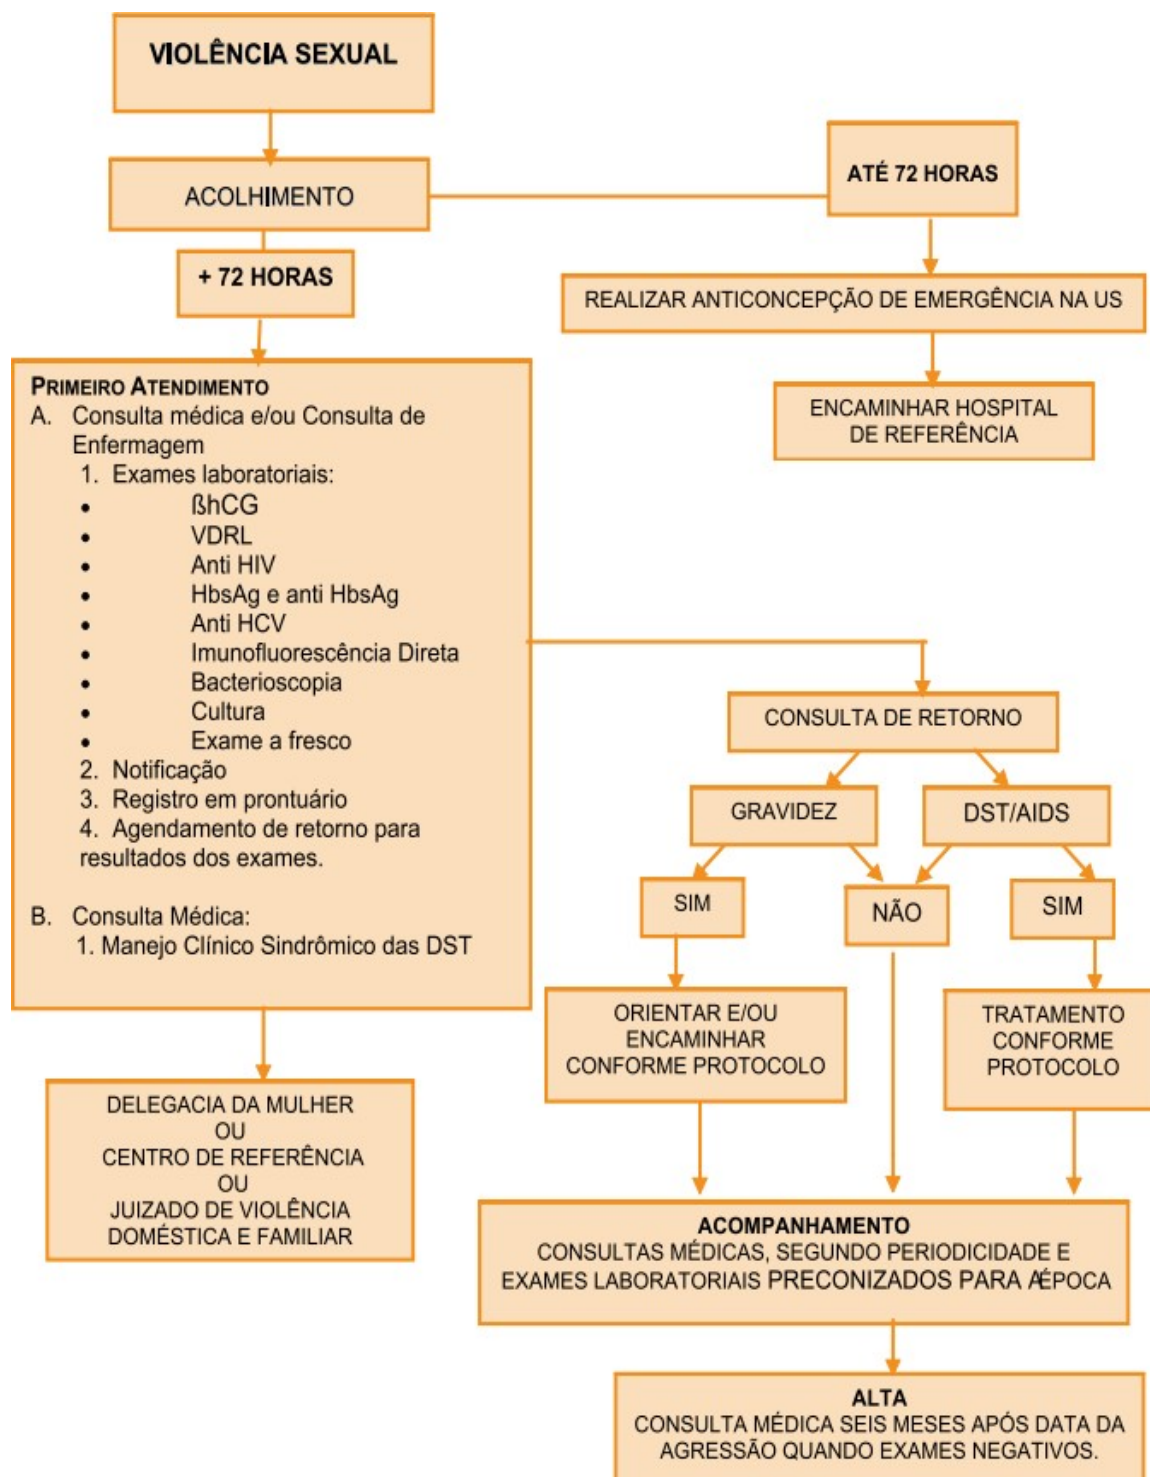 VIOLÊNCIA SEXUAL
ACOLHIMENTO
ATÉ 72 HORAS
+ 72 HORAS
REALIZAR ANTICONCEPÇÃO DE EMERGÊNCIA NA US
ENCAMINHAR HOSPITAL
DE REFERÊNCIA
PRIMEIRO ATENDIMENTO
A. Consulta médica e/ou Consulta de
Enfermagem
1. Exames laboratoriais:
• ßhCG
• VDRL
• Anti HIV
• HbsAg e anti HbsAg
• Anti HCV
• Imunofluorescência Direta
• Bacterioscopia
• Cultura
• Exame a fresco
2. Notificação
3. Registro em prontuário
4. Agendamento de retorno para
resultados dos exames.
B. Consulta Médica:
1. Manejo Clínico Sindrômico das DST
DELEGACIA DA MULHER
OU
CENTRO DE REFERÊNCIA
OU
JUIZADO DE VIOLÊNCIA
DOMÉSTICA E FAMILIAR
CONSULTA DE RETORNO
GRAVIDEZ
DST/AIDS
SIM
NÃO
SIM
ORIENTAR E/OU
ENCAMINHAR
CONFORME PROTOCOLO
TRATAMENTO
CONFORME
PROTOCOLO
ACOMPANHAMENTO
CONSULTAS MÉDICAS, SEGUNDO PERIODICIDADE E
EXAMES LABORATORIAIS PRECONIZADOS PARA AÉPOCA
ALTA
CONSULTA MÉDICA SEIS MESES APÓS DATA DA
AGRESSÃO QUANDO EXAMES NEGATIVOS.